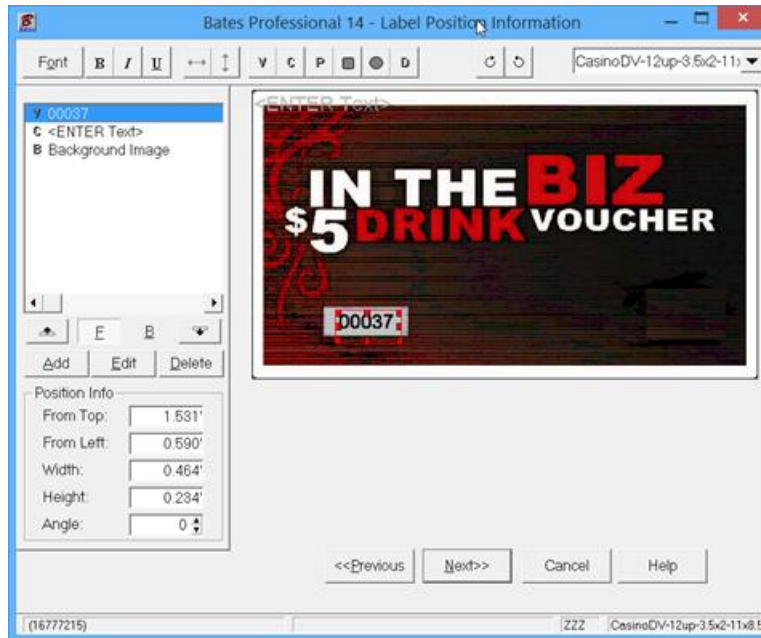 Bates Professional 14 - Label Position Information
Font B I U V C P D CasinoDV-12up-3.5x2-11x
V 00037
C <ENTER Text>
B Background Image
F B
Add Edit Delete
Position Info
From Top: 1.531'
From Left: 0.590'
Width: 0.464'
Height: 0.234'
Angle: 0
<ENTER Text>
IN THE BIZ
$5 DRINK VOUCHER
00037
<<Previous Next>> Cancel Help
(16777215) ZZZ CasinoDV-12up-3.5x2-11x8.5